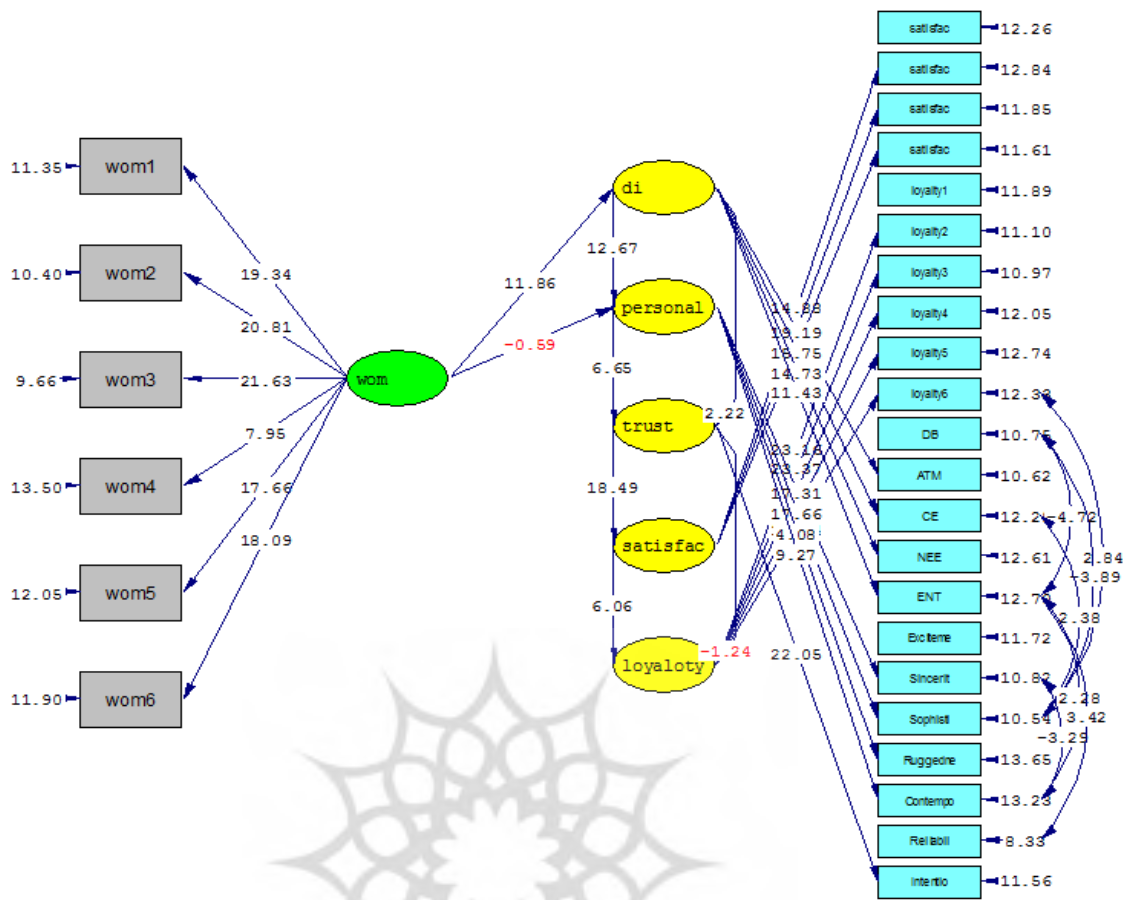 11.35
wom1
10.40
wom2
9.66
wom3
13.50
wom4
12.05
wom5
11.90
wom6
19.34
20.81
21.63
7.95
17.66
18.09
wom
11.86
-0.59
di
12.67
personal
6.65
trust
18.49
satisfac
6.06
loyaloty
2.22
-1.24
19.19
14.73
11.43
23.16
23.37
17.31
17.66
4.08
9.27
22.05
satisfac
12.26
satisfac
12.84
satisfac
11.85
satisfac
11.61
loyalty1
11.89
loyalty2
11.10
loyalty3
10.97
loyalty4
12.05
loyalty5
12.74
loyalty6
12.33
DB
10.75
ATM
10.62
CE
NEE
12.61
ENT
Exciteme
11.72
Sincerit
10.82
Sophisti
10.54
Ruggedne
13.65
Contempo
13.23
Reliabil
8.33
Intentio
11.56
-4.72
2.84
-3.89
2.38
2.28
3.42
-3.29